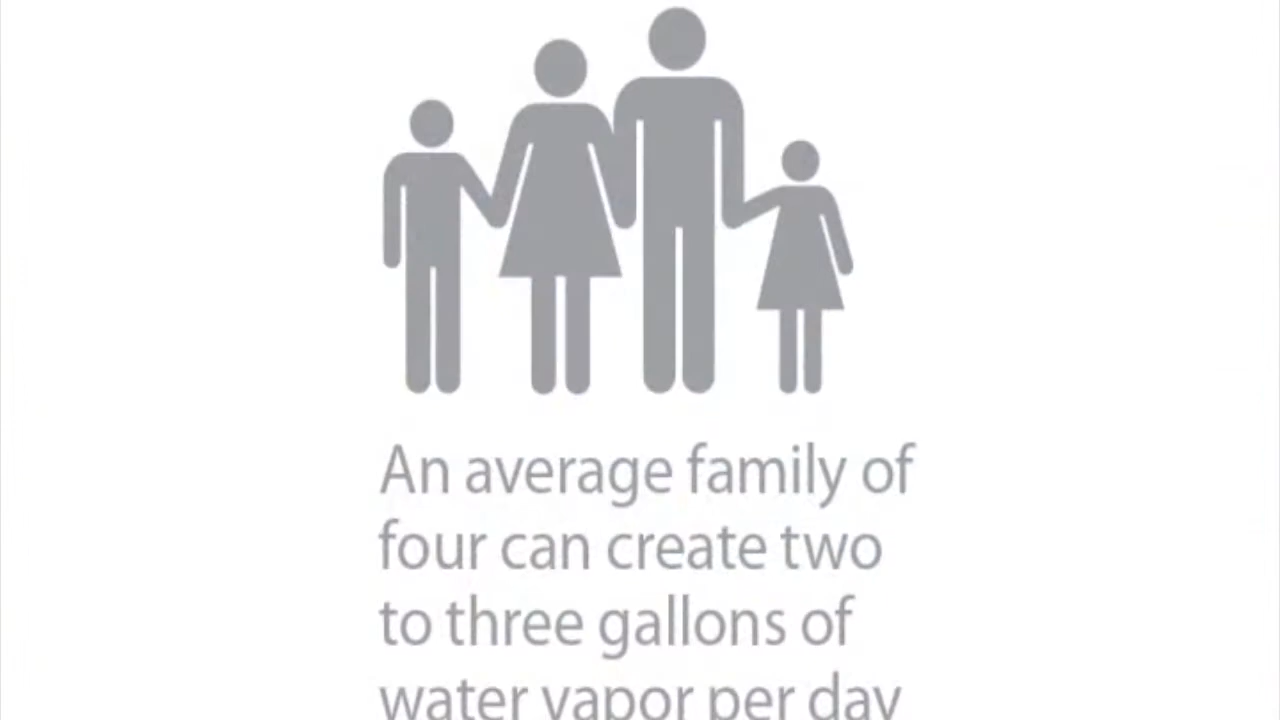 An average family of
four can create two
to three gallons of
water vapor per day